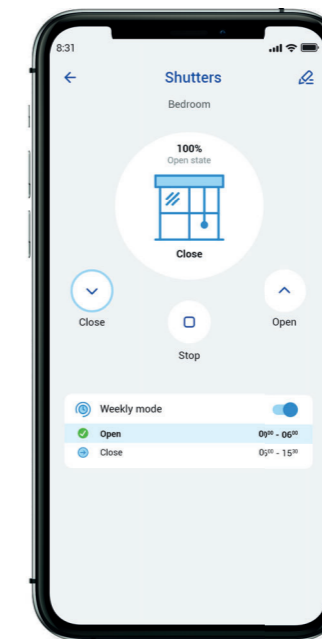 8:31
Shutters
Bedroom
100%
Open state
Close
Close
Open
Stop
Weekly mode
Open
Close